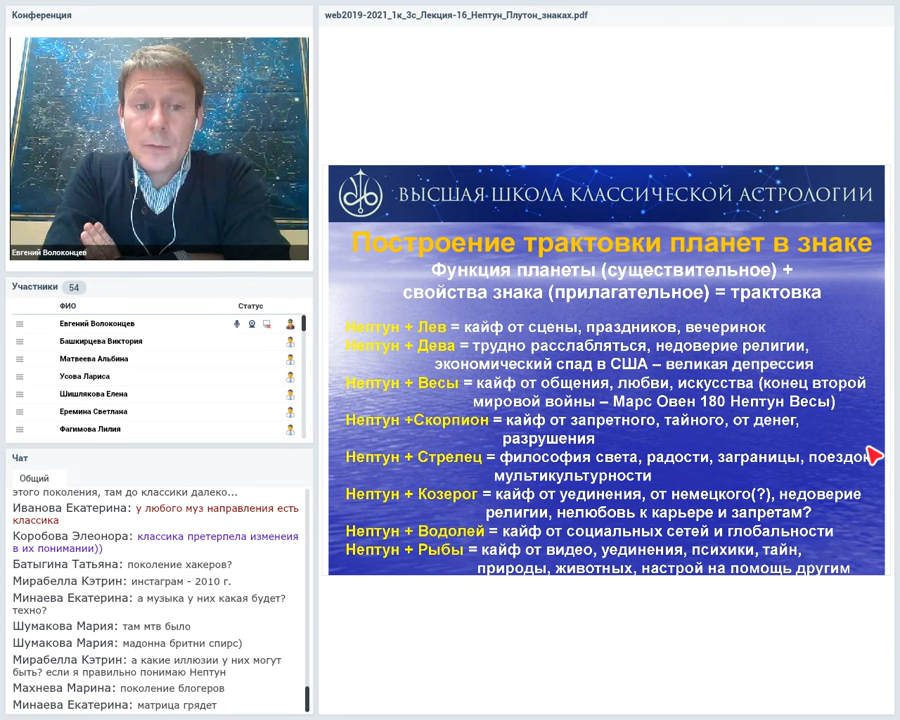 Конференция
Евгений Волоконцев
Участники 54
ФИО Статус
Евгений Волоконцев
Башкирцева Виктория
Матвеева Альбина
Усова Лариса
Шишлякова Елена
Еремина Светлана
Фагимова Лилия
Чат
Общий
этого поколения, там до классики далеко...
Иванова Екатерина: у любого муз направления есть
классика
Коробова Элеонора: классика претерпела изменеия
в их понимании))
Батыгина Татьяна: поколение хакеров?
Мирабелла Кэтрин: инстаграм - 2010 г.
Минаева Екатерина: а музыка у них какая будет?
техно?
Шумакова Мария: там мтв было
Шумакова Мария: мадонна бритни спирс)
Мирабелла Кэтрин: а какие иллюзии у них могут
быть? если я правильно понимаю Нептун
Махнева Марина: поколение блогеров
Минаева Екатерина: матрица грядет
web2019-2021_1к_3с_Лекция-16_Нептун_Плутон_знаках.pdf
ВЫСШАЯ ШКОЛА КЛАССИЧЕСКОЙ АСТРОЛОГИИ
Построение трактовки планет в знаке
Функция планеты (существительное) +
свойства знака (прилагательное) = трактовка
Нептун + Лев = кайф от сцены, праздников, вечеринок
Нептун + Дева = трудно расслабляться, недоверие религии,
экономический спад в США – великая депрессия
Нептун + Весы = кайф от общения, любви, искусства (конец второй
мировой войны – Марс Овен 180 Нептун Весы)
Нептун +Скорпион = кайф от запретного, тайного, от денег,
разрушения
Нептун + Стрелец = философия света, радости, заграницы, поездок
мультикультурности
Нептун + Козерог = кайф от уединения, от немецкого(?), недоверие
религии, нелюбовь к карьере и запретам?
Нептун + Водолей = кайф от социальных сетей и глобальности
Нептун + Рыбы = кайф от видео, уединения, психики, тайн,
природы, животных, настрой на помощь другим